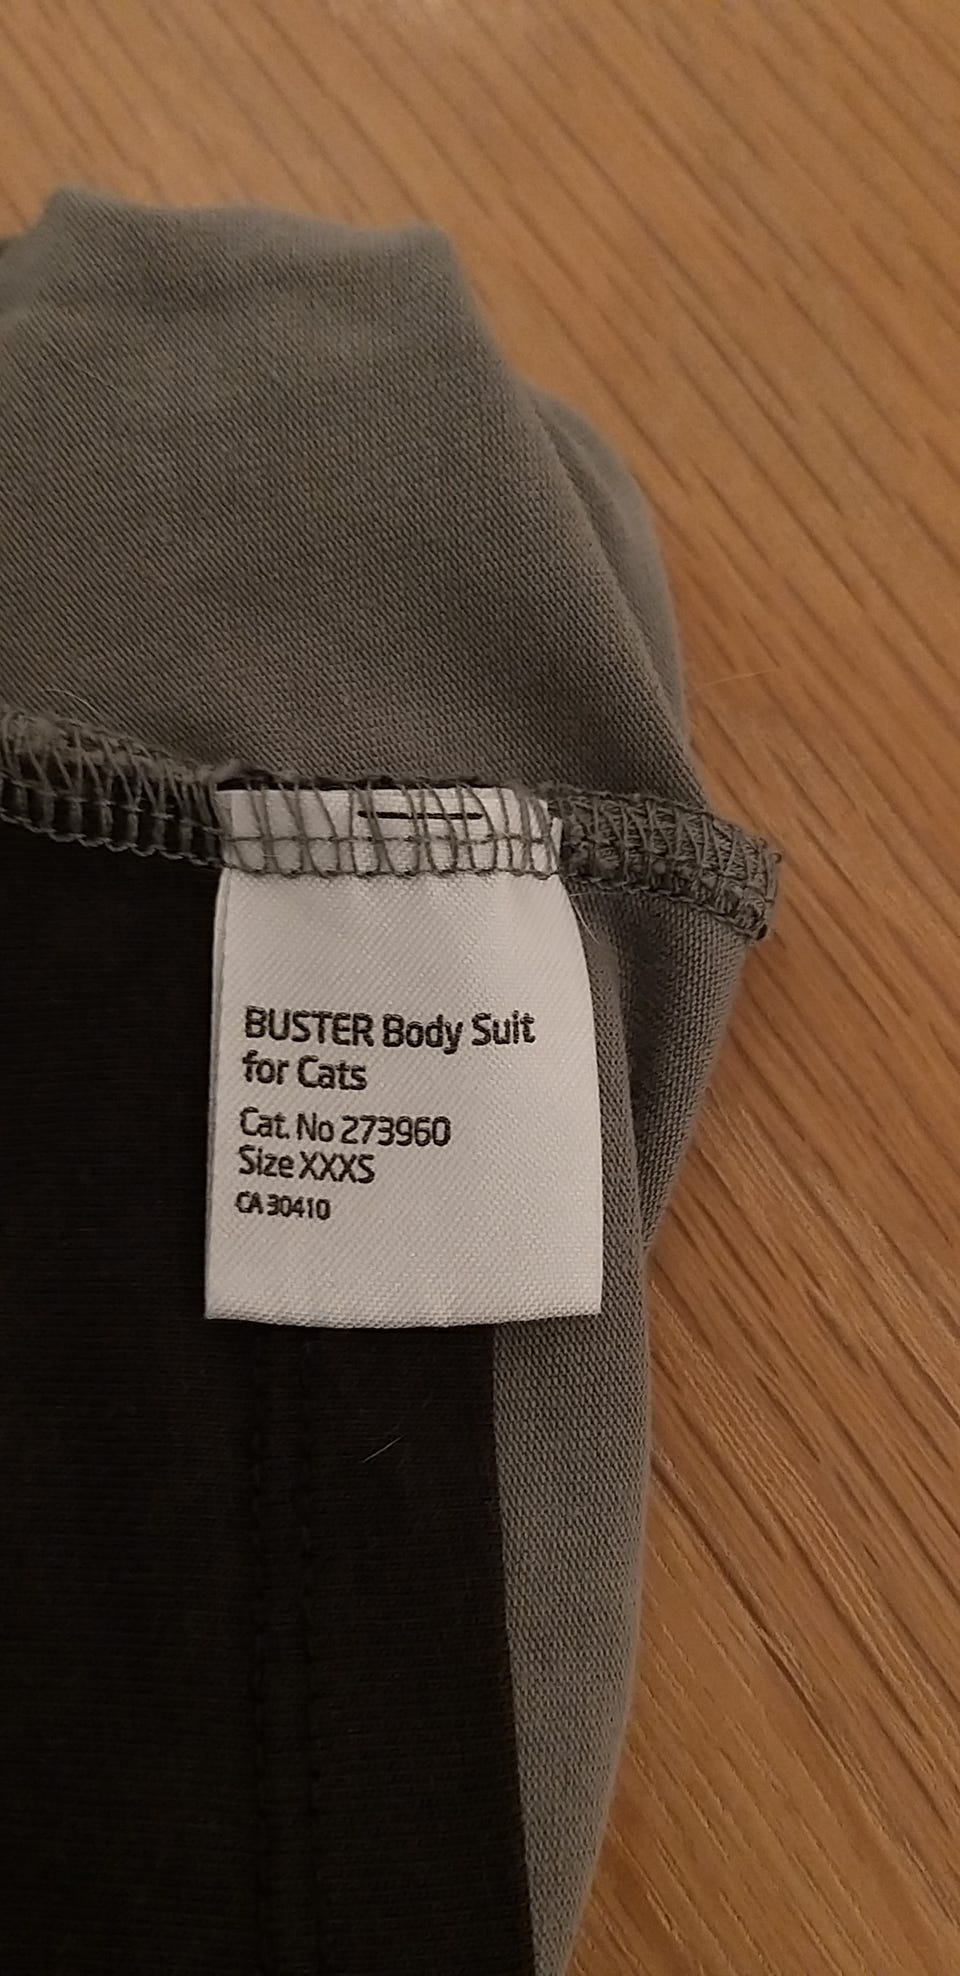 BUSTER Body Suit
for Cats
Cat. No 273960
Size XXXS
CA 30410